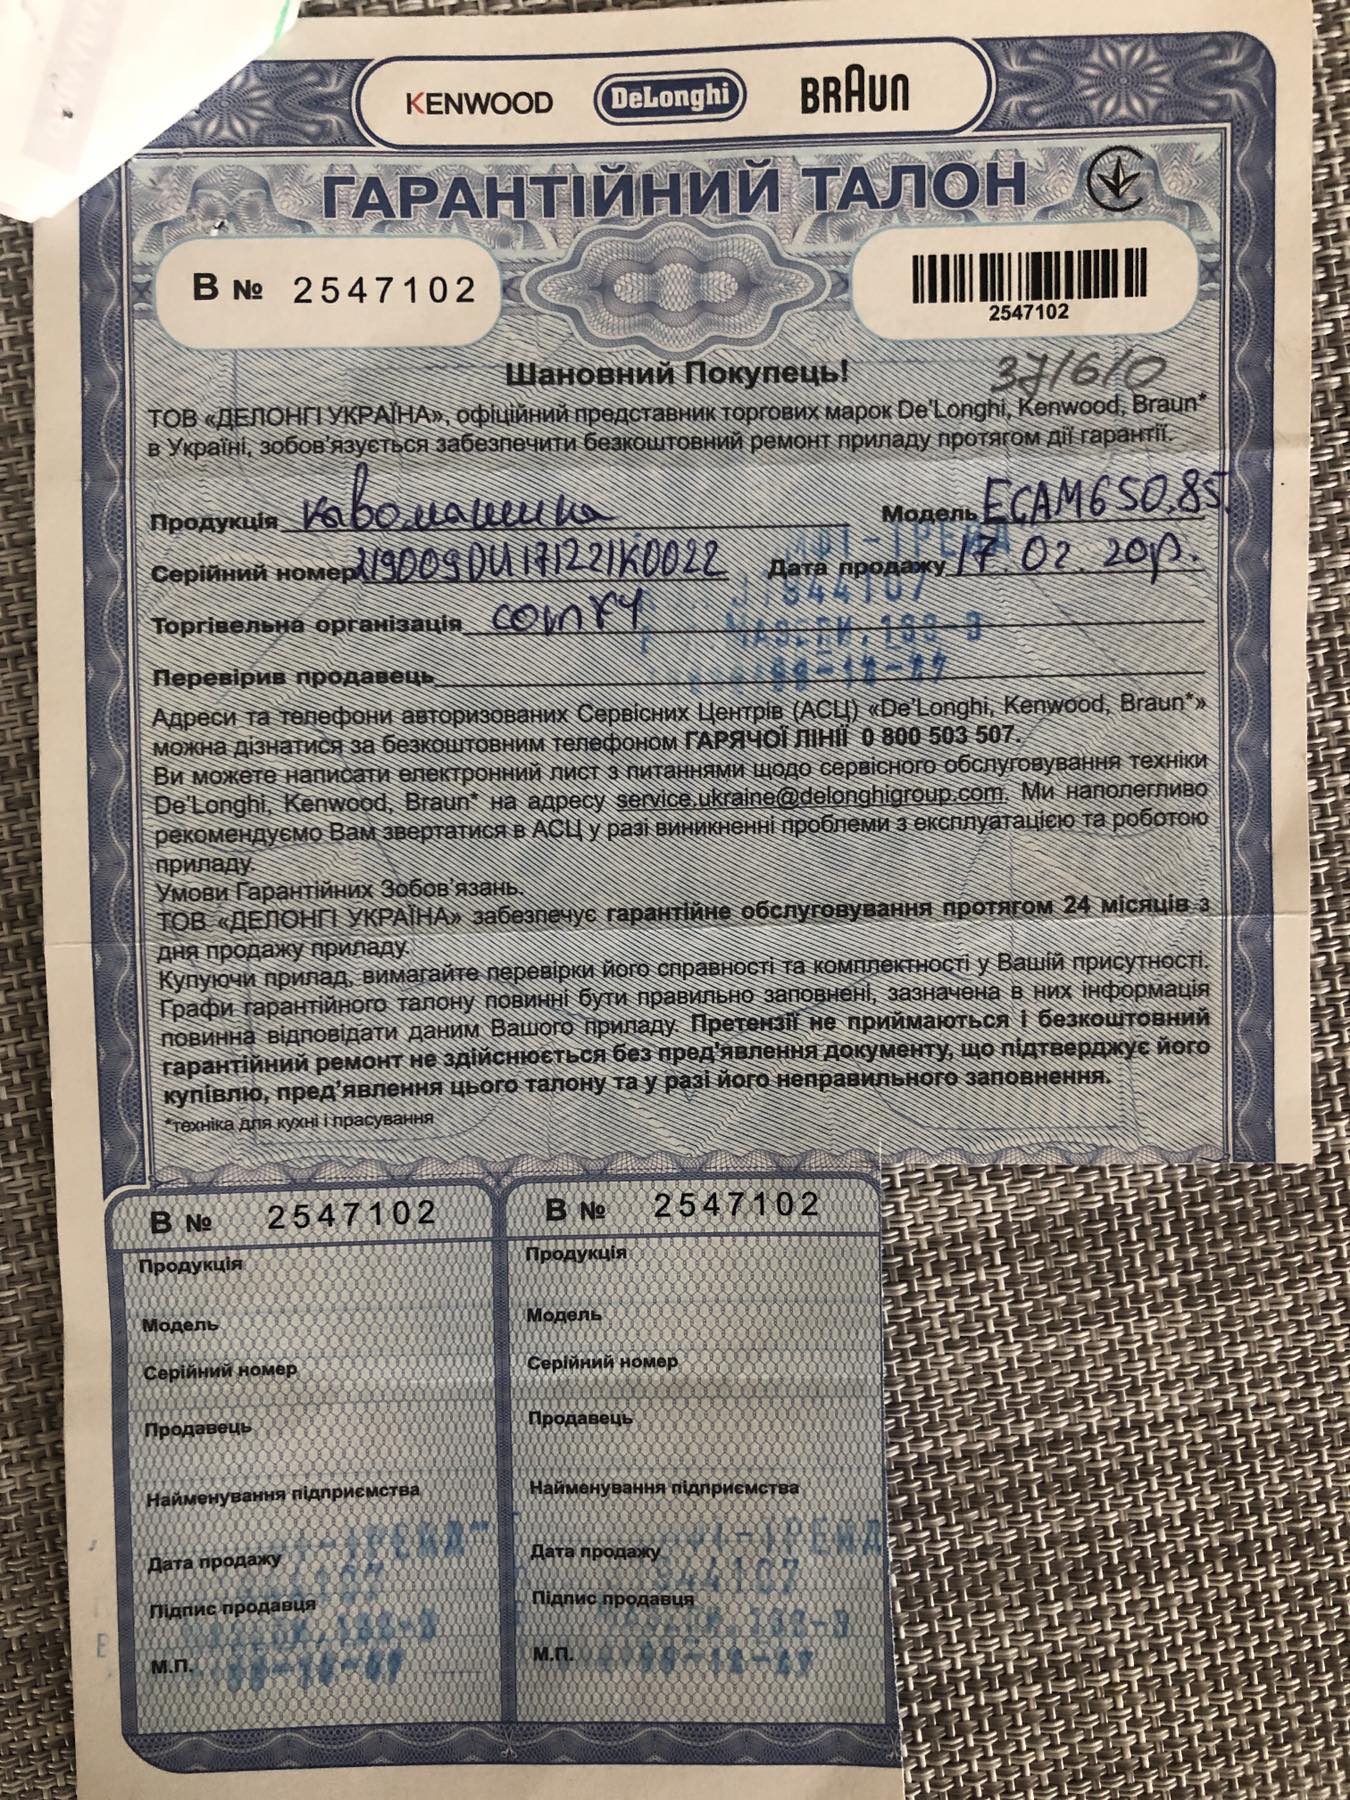 KENWOOD DeLonghi BRAUN
ГАРАНТІЙНИЙ ТАЛОН
В № 2547102
2547102
Шановний Покупець!
37/6/0
ТОВ «ДЕЛОНГІ УКРАЇНА», офіційний представник торгових марок De'Longhi, Kenwood, Braun*
в Україні, зобов'язується забезпечити безкоштовний ремонт приладу протягом дії гарантії.
Продукція кавомашина Модель ECAM650.85.
Серійний номер 219009DU171221K0022 Дата продажу 17.02.20р.
Торгівельна організація comfy
Перевірив продавець
Адреси та телефони авторизованих Сервісних Центрів (АСЦ) «De'Longhi, Kenwood, Braun*»
можна дізнатися за безкоштовним телефоном ГАРЯЧОЇ ЛІНІЇ 0 800 503 507.
Ви можете написати електронний лист з питаннями щодо сервісного обслуговування техніки
De'Longhi, Kenwood, Braun* на адресу service.ukraine@delonghigroup.com. Ми наполегливо
рекомендуємо Вам звертатися в АСЦ у разі виникненні проблеми з експлуатацією та роботою
приладу.
Умови Гарантійних Зобов'язань.
ТОВ «ДЕЛОНГІ УКРАЇНА» забезпечує гарантійне обслуговування протягом 24 місяців з
дня продажу приладу.
Купуючи прилад, вимагайте перевірки його справності та комплектності у Вашій присутності.
Графи гарантійного талону повинні бути правильно заповнені, зазначена в них інформація
повинна відповідати даним Вашого приладу. Претензії не приймаються і безкоштовний
гарантійний ремонт не здійснюється без пред'явлення документу, що підтверджує його
купівлю, пред'явлення цього талону та у разі його неправильного заповнення.
*техніка для кухні і прасування
В № 2547102
Продукція
Модель
Серійний номер
Продавець
Найменування підприємства
Дата продажу
Підпис продавця
М.П.
В № 2547102
Продукція
Модель
Серійний номер
Продавець
Найменування підприємства
Дата продажу
Підпис продавця
М.П.